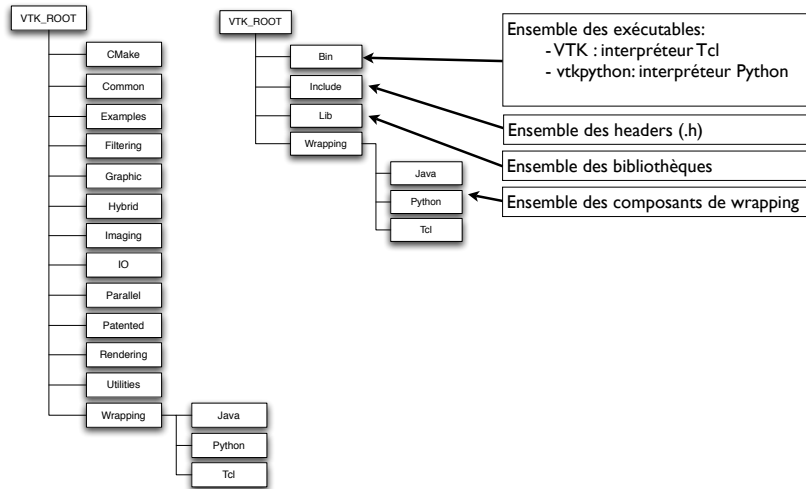 VTK_ROOT
CMake
Common
Examples
Filtering
Graphic
Hybrid
Imaging
IO
Parallel
Patented
Rendering
Utilities
Wrapping
Java
Python
Tcl
VTK_ROOT
Bin
Include
Lib
Wrapping
Java
Python
Tcl
Ensemble des exécutables:
- VTK : interpréteur Tcl
- vtkpython: interpréteur Python
Ensemble des headers (.h)
Ensemble des bibliothèques
Ensemble des composants de wrapping